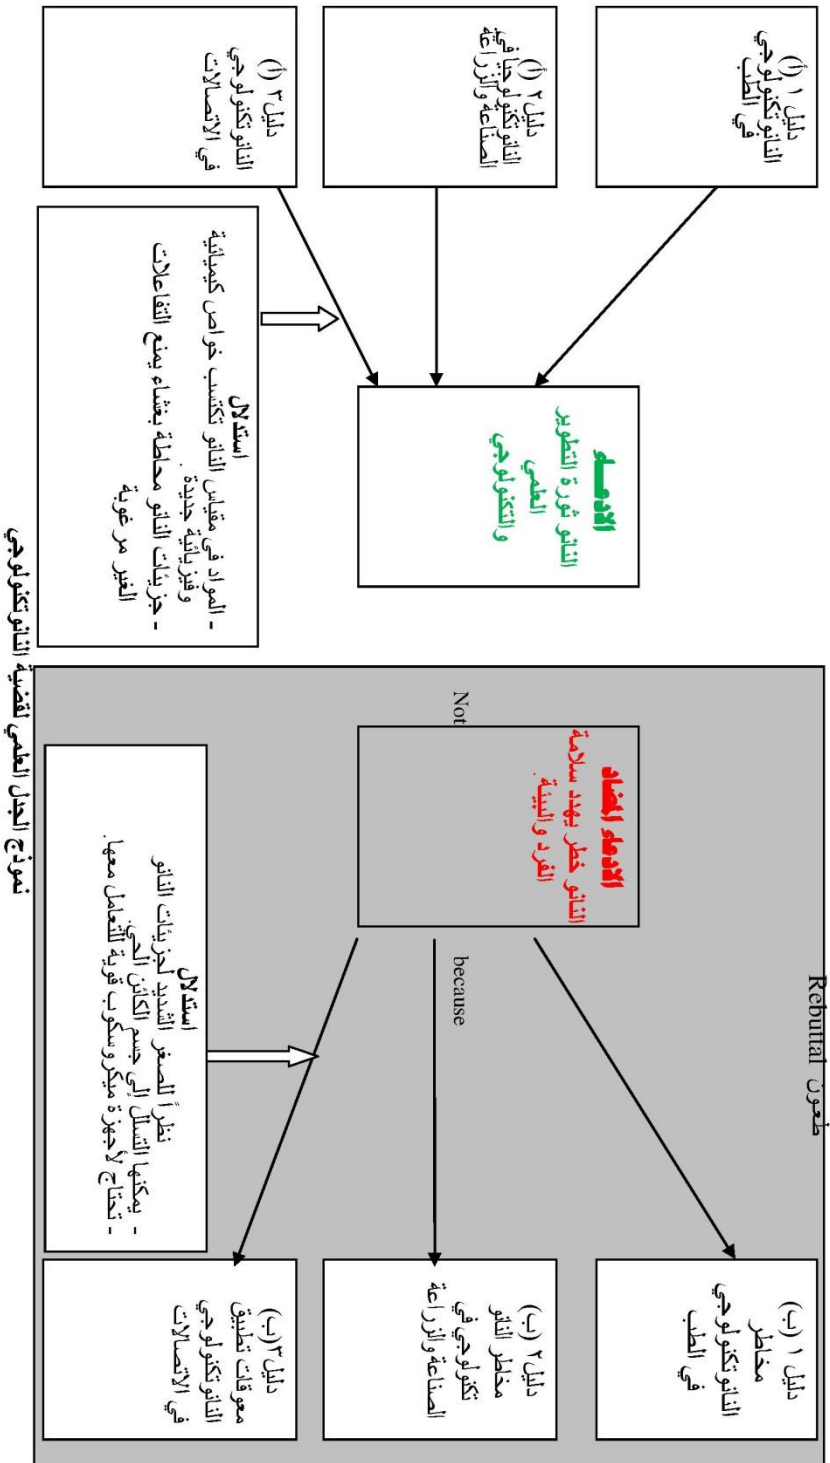 طعون Rebuttal
دليل ١ (أ)
النانوتكنولوجي
في الطب
دليل ٢ (أ)
النانوتكنولوجيا في
الصناعة والزراعة
دليل ٣ (أ)
النانوتكنولوجي
في الاتصالات
الادعاء
النانو ثورة التطوير
العلمي
والتكنولوجي
استدلال
- المواد في مقياس النانو تكتسب خواص كيميائية
وفيزيائية جديدة.
- جزيئات النانو محاطة بغشاء يمنع التفاعلات
الغير مرغوبة
Not
الادعاء المضاد
النانو خطر يهدد سلامة
الفرد والبيئة.
because
استدلال
نظراً للصغر الشديد لجزيئات النانو
- يمكنها التسلل إلى جسم الكائن الحي.
- تحتاج لأجهزة ميكروسكوب قوية للتعامل معها.
دليل ١ (ب)
مخاطر
النانوتكنولوجي
في الطب
دليل ٢ (ب)
مخاطر النانو
تكنولوجي في
الصناعة والزراعة
دليل ٣ (ب)
معوقات تطبيق
النانوتكنولوجي
في الاتصالات
نموذج الجدل العلمي لقضية النانوتكنولوجي